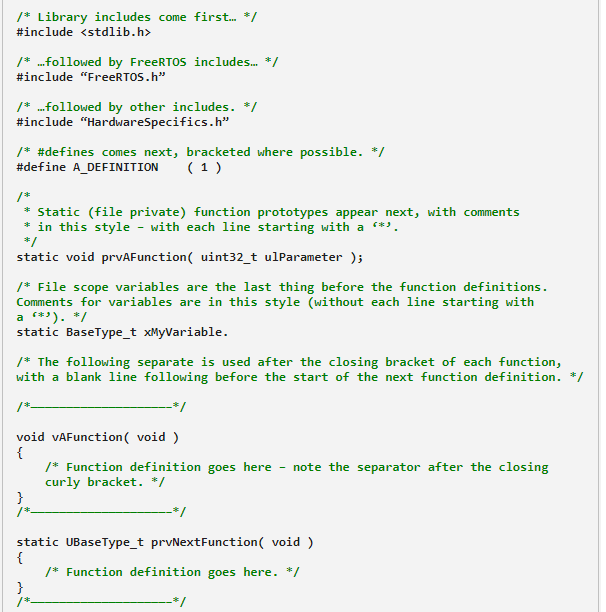 /* Library includes come first… */
#include <stdlib.h>
/* …followed by FreeRTOS includes… */
#include “FreeRTOS.h”
/* …followed by other includes. */
#include “HardwareSpecifics.h”
/* #defines comes next, bracketed where possible. */
#define A_DEFINITION    ( 1 )
/*
 * Static (file private) function prototypes appear next, with comments
 * in this style – with each line starting with a ‘*’.
 */
static void prvAFunction( uint32_t ulParameter );
/* File scope variables are the last thing before the function definitions.
Comments for variables are in this style (without each line starting with
a ‘*’). */
static BaseType_t xMyVariable.
/* The following separate is used after the closing bracket of each function,
with a blank line following before the start of the next function definition. */
/*———————————————————–*/
void vAFunction( void )
{
    /* Function definition goes here – note the separator after the closing
    curly bracket. */
}
/*———————————————————–*/
static UBaseType_t prvNextFunction( void )
{
    /* Function definition goes here. */
}
/*———————————————————–*/